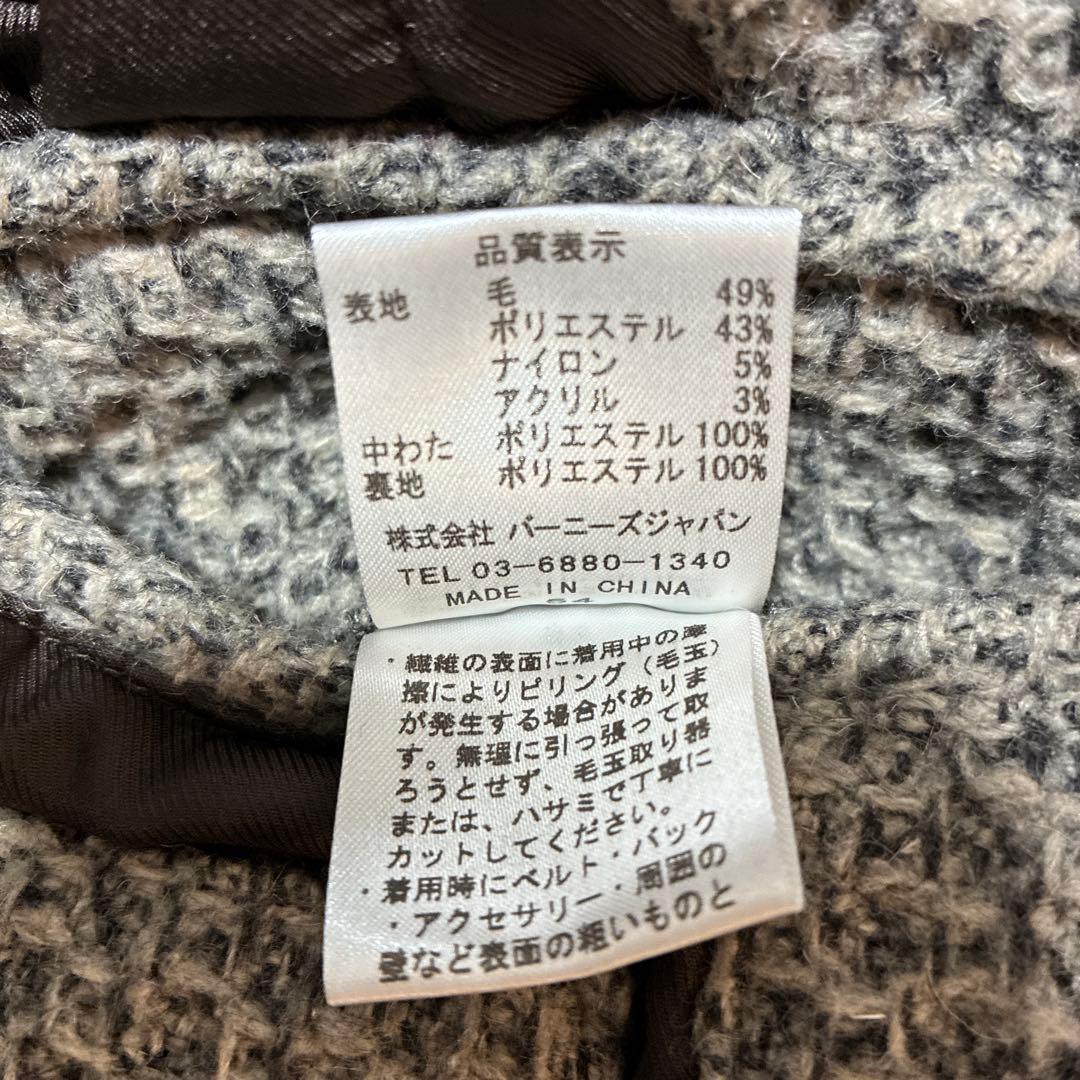 品質表示
表地 毛 49%
ポリエステル 43%
ナイロン 5%
アクリル 3%
中わた ポリエステル 100%
裏地 ポリエステル 100%
株式会社 バーニーズジャパン
TEL 03-6880-1340
MADE IN CHINA
・繊維の表面に着用中の摩
擦によりピリング(毛玉)
が発生する場合がありま
す。無理に引っ張って取
ろうとせず、毛玉取り器
または、ハサミで丁寧に
カットしてください。
・着用時にベルト・バック
・アクセサリー・周囲の
壁など表面の粗いものと